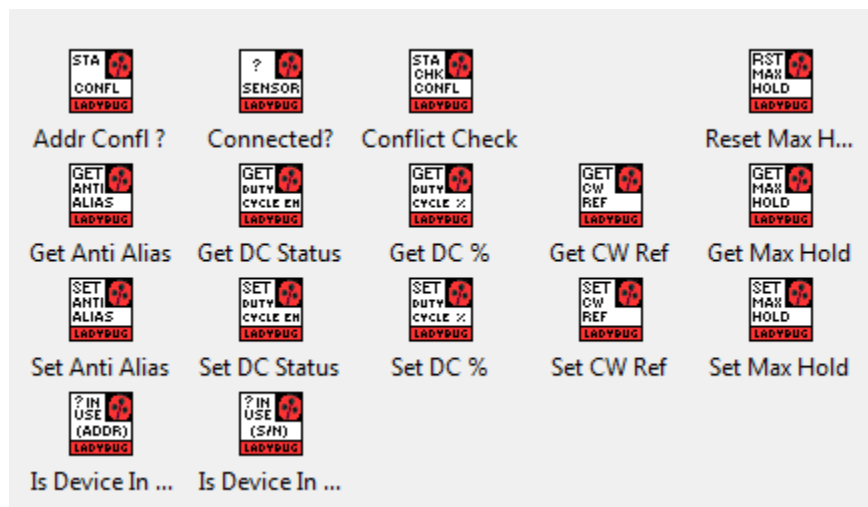 STA
CONFL
LADYBUG
Addr Confl ?
?
SENSOR
LADYBUG
Connected?
STA
CHK
CONFL
LADYBUG
Conflict Check
RST
MAX
HOLD
LADYBUG
Reset Max H...
GET
ANTI
ALIAS
LADYBUG
Get Anti Alias
GET
DUTY
CYCLE EN
LADYBUG
Get DC Status
GET
DUTY
CYCLE %
LADYBUG
Get DC %
GET
CW
REF
LADYBUG
Get CW Ref
GET
MAX
HOLD
LADYBUG
Get Max Hold
SET
ANTI
ALIAS
LADYBUG
Set Anti Alias
SET
DUTY
CYCLE EN
LADYBUG
Set DC Status
SET
DUTY
CYCLE %
LADYBUG
Set DC %
SET
CW
REF
LADYBUG
Set CW Ref
SET
MAX
HOLD
LADYBUG
Set Max Hold
? IN
USE
(ADDR)
LADYBUG
Is Device In ...
? IN
USE
(S/N)
LADYBUG
Is Device In ...